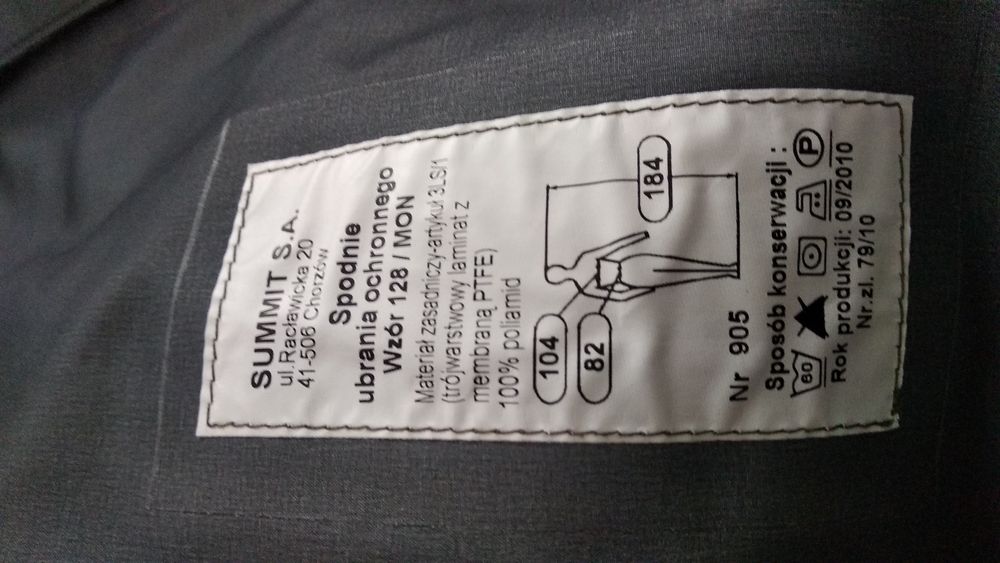 SUMMIT S.A.
ul.Racławicka 20
41-506 Chorzów
Spodnie
ubrania ochronnego
Wzór 128 / MON
Materiał zasadniczy-artykuł 3LS/1
(trójwarstwowy laminat z
membraną PTFE)
100% poliamid
184
104
82
Nr 905
Sposób konserwacji :
60 P
Rok produkcji: 09/2010
Nr.zl. 79/10